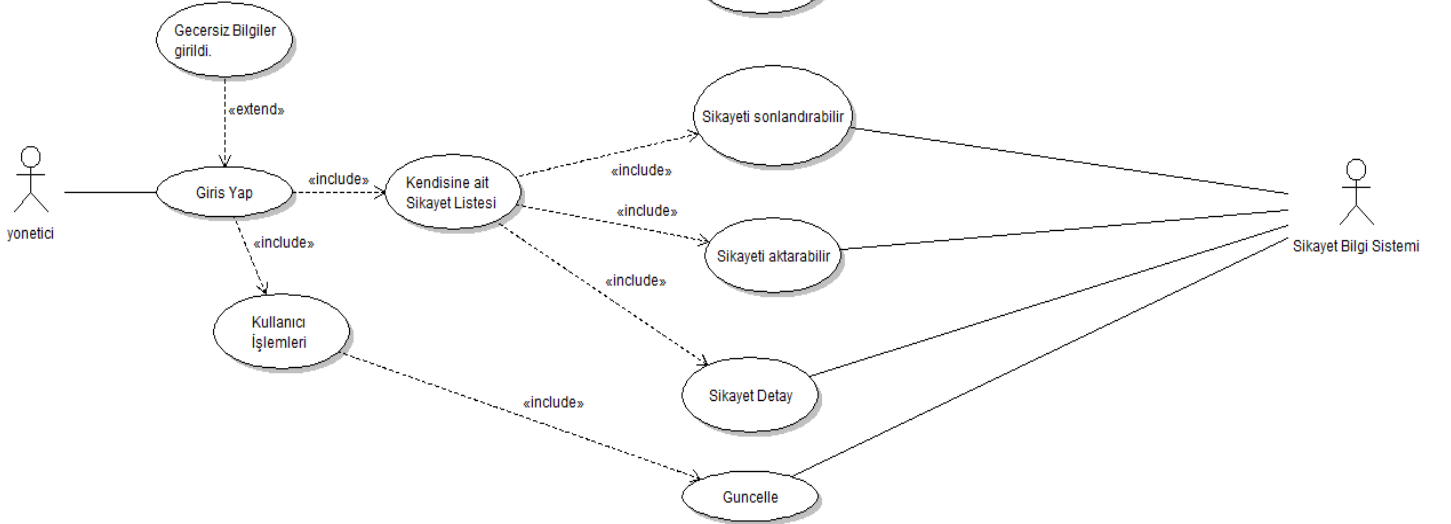 Gecersiz Bilgiler
girildi.
«extend»
Sikayeti sonlandırabilir
«include»
Giris Yap
«include»
Kendisine ait
Sikayet Listesi
«include»
yonetici
«include»
Sikayeti aktarabilir
Sikayet Bilgi Sistemi
«include»
Kullanıcı
İşlemleri
Sikayet Detay
«include»
Guncelle